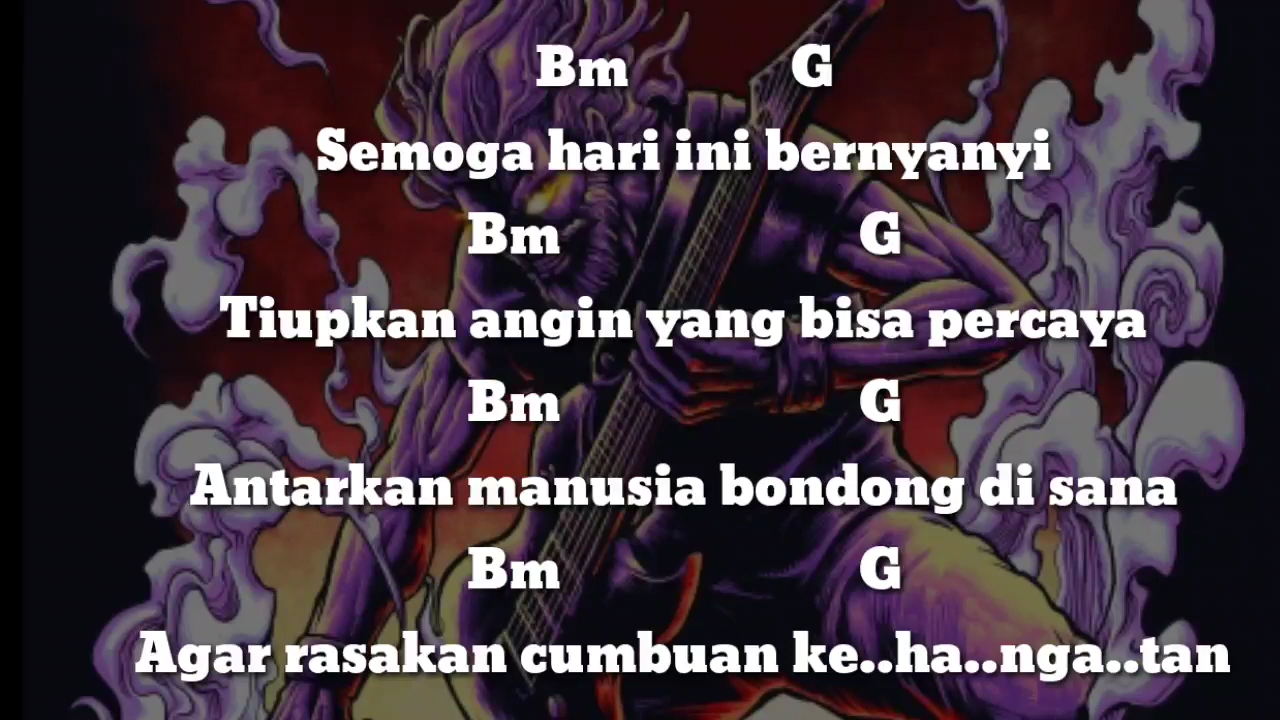 Bm G
Semoga hari ini bernyanyi
Bm G
Tiupkan angin yang bisa percaya
Bm G
Antarkan manusia bondong di sana
Bm G
Agar rasakan cumbuan ke..ha..nga..tan